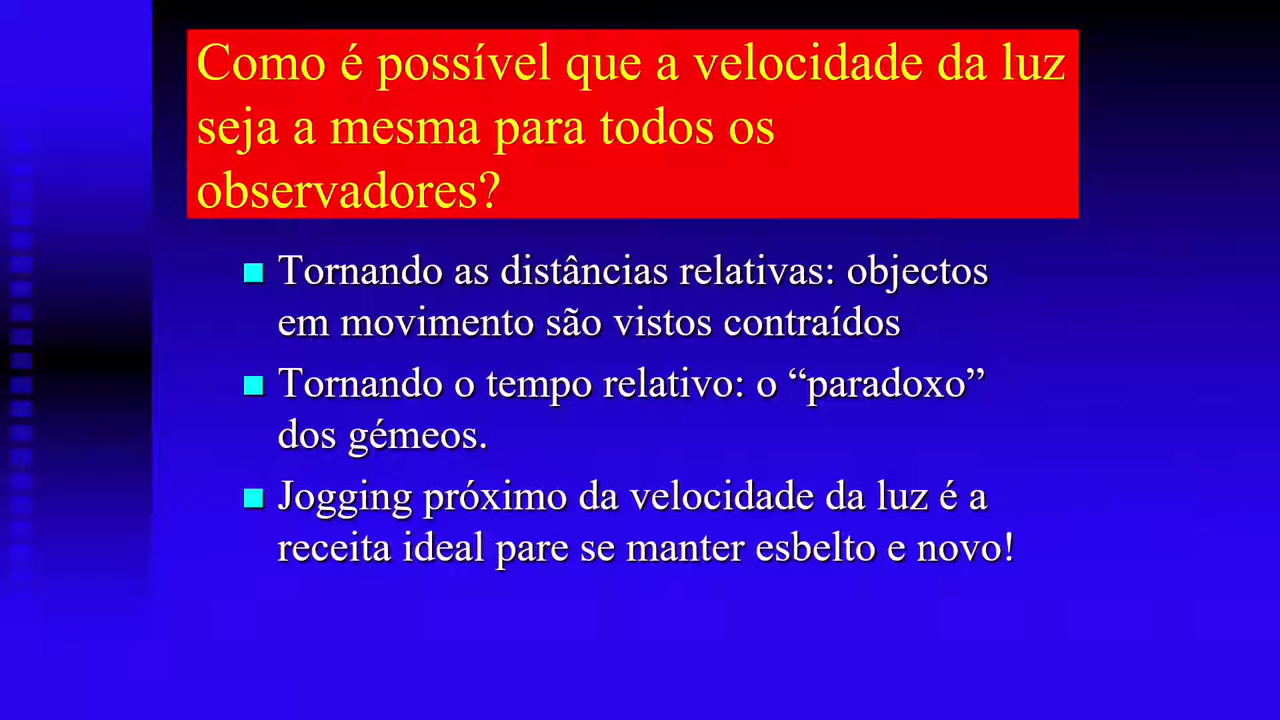 Como é possível que a velocidade da luz
seja a mesma para todos os
observadores?
Tornando as distâncias relativas: objectos
em movimento são vistos contraídos
Tornando o tempo relativo: o “paradoxo”
dos gémeos.
Jogging próximo da velocidade da luz é a
receita ideal pare se manter esbelto e novo!